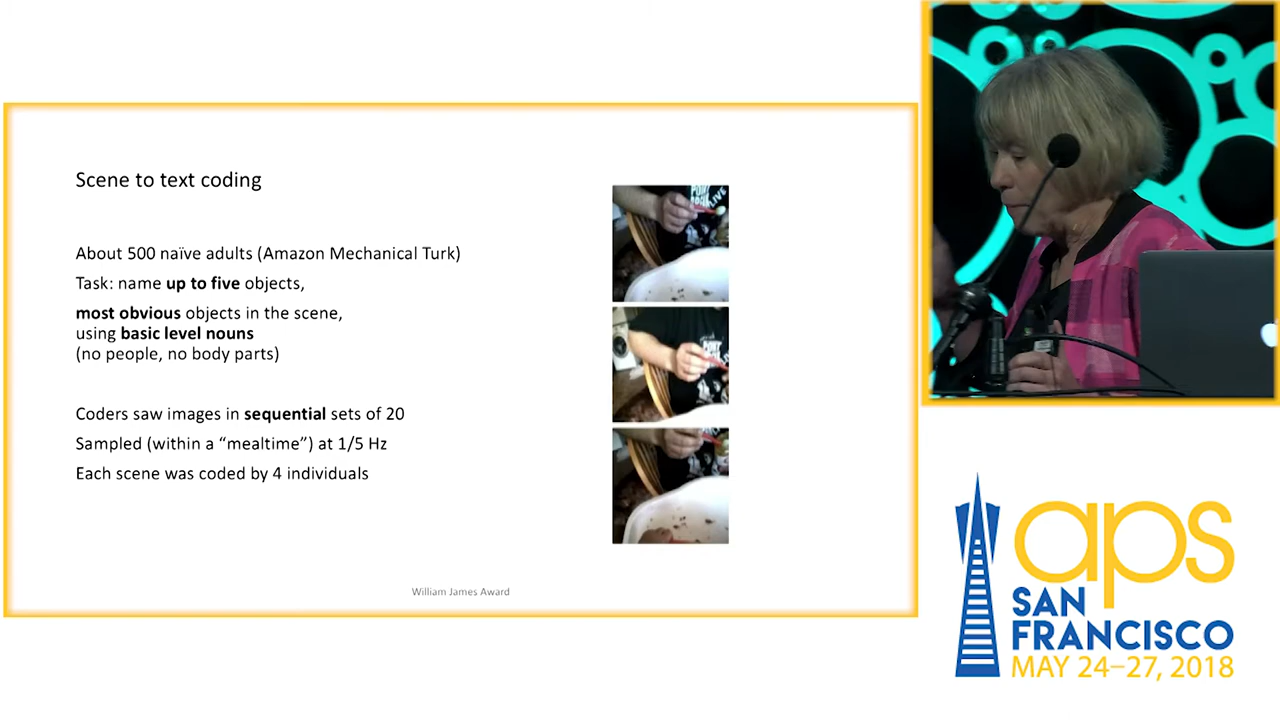 Scene to text coding
About 500 naïve adults (Amazon Mechanical Turk)
Task: name up to five objects,
most obvious objects in the scene,
using basic level nouns
(no people, no body parts)
Coders saw images in sequential sets of 20
Sampled (within a “mealtime”) at 1/5 Hz
Each scene was coded by 4 individuals
William James Award
LIVE
aps
SAN
FRANCISCO
MAY 24–27, 2018